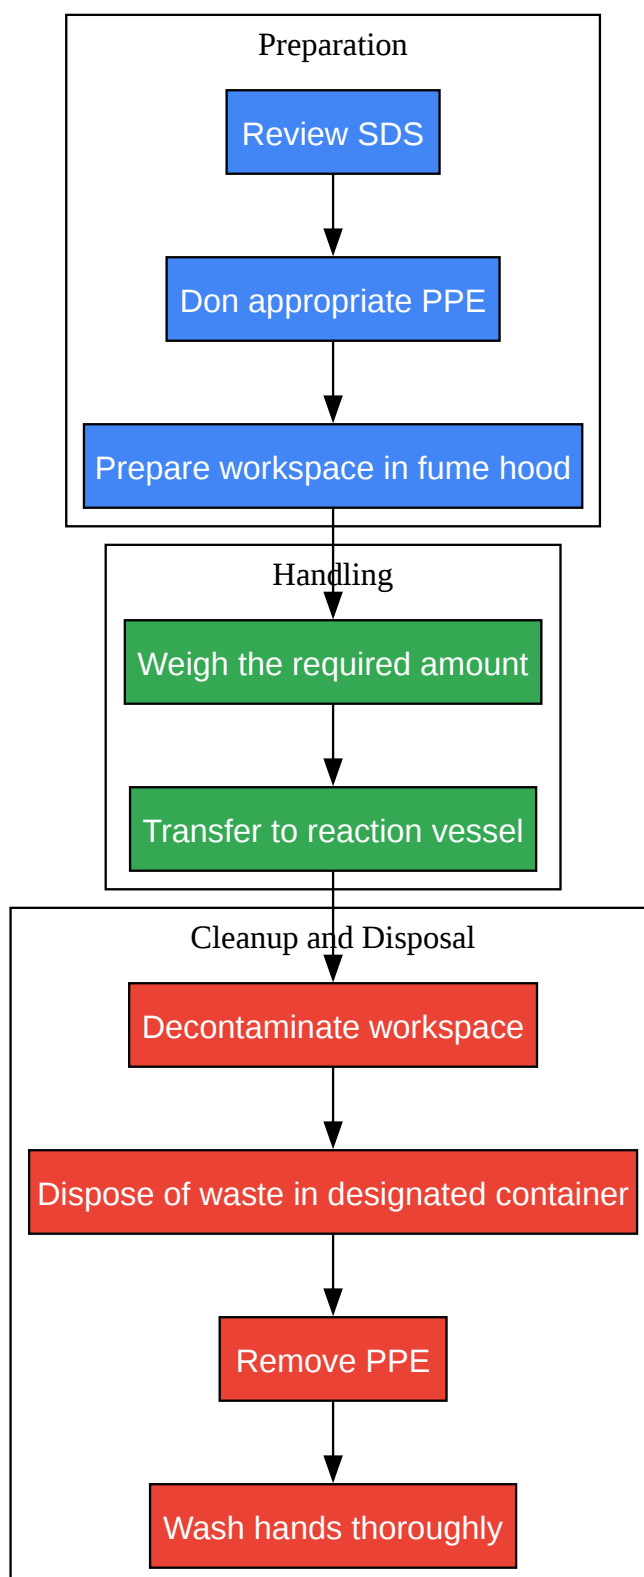 Preparation
Review SDS
Don appropriate PPE
Prepare workspace in fume hood
Handling
Weigh the required amount
Transfer to reaction vessel
Cleanup and Disposal
Decontaminate workspace
Dispose of waste in designated container
Remove PPE
Wash hands thoroughly